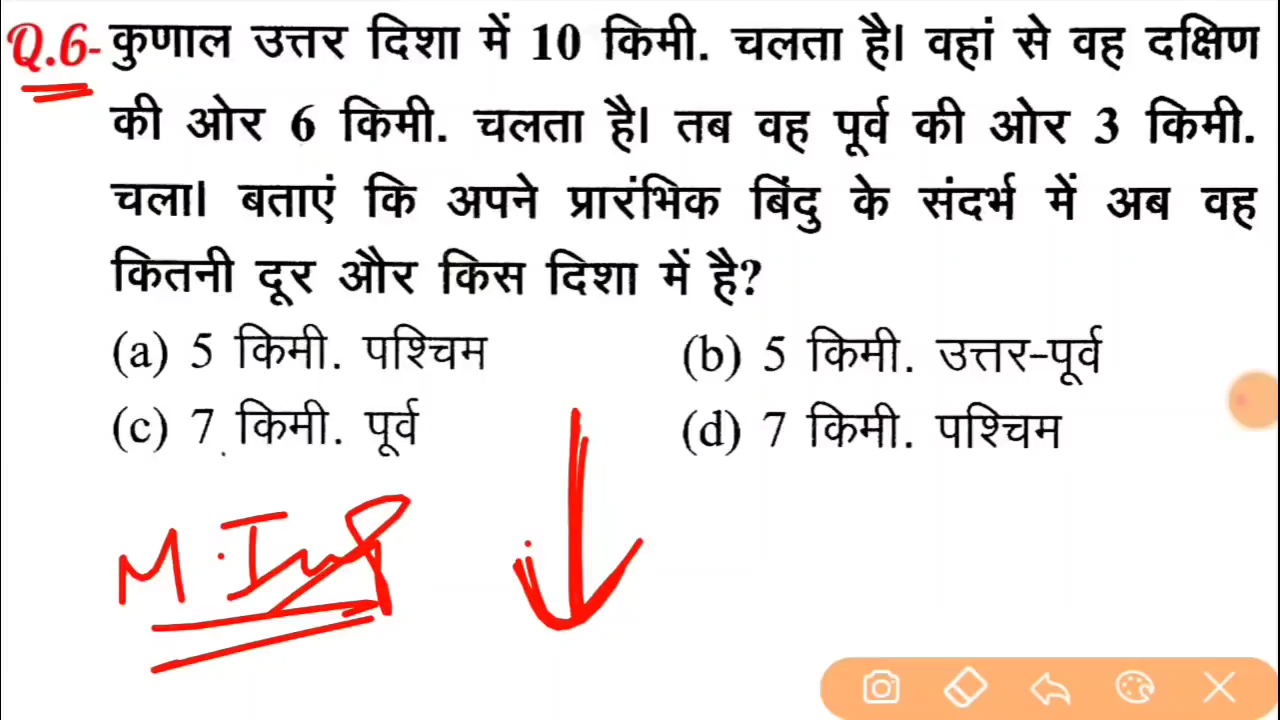 Q.6- कुणाल उत्तर दिशा में 10 किमी. चलता है। वहां से वह दक्षिण
की ओर 6 किमी. चलता है। तब वह पूर्व की ओर 3 किमी.
चला। बताएं कि अपने प्रारंभिक बिंदु के संदर्भ में अब वह
कितनी दूर और किस दिशा में है?
(a) 5 किमी. पश्चिम (b) 5 किमी. उत्तर-पूर्व
(c) 7 किमी. पूर्व (d) 7 किमी. पश्चिम
M. Imp